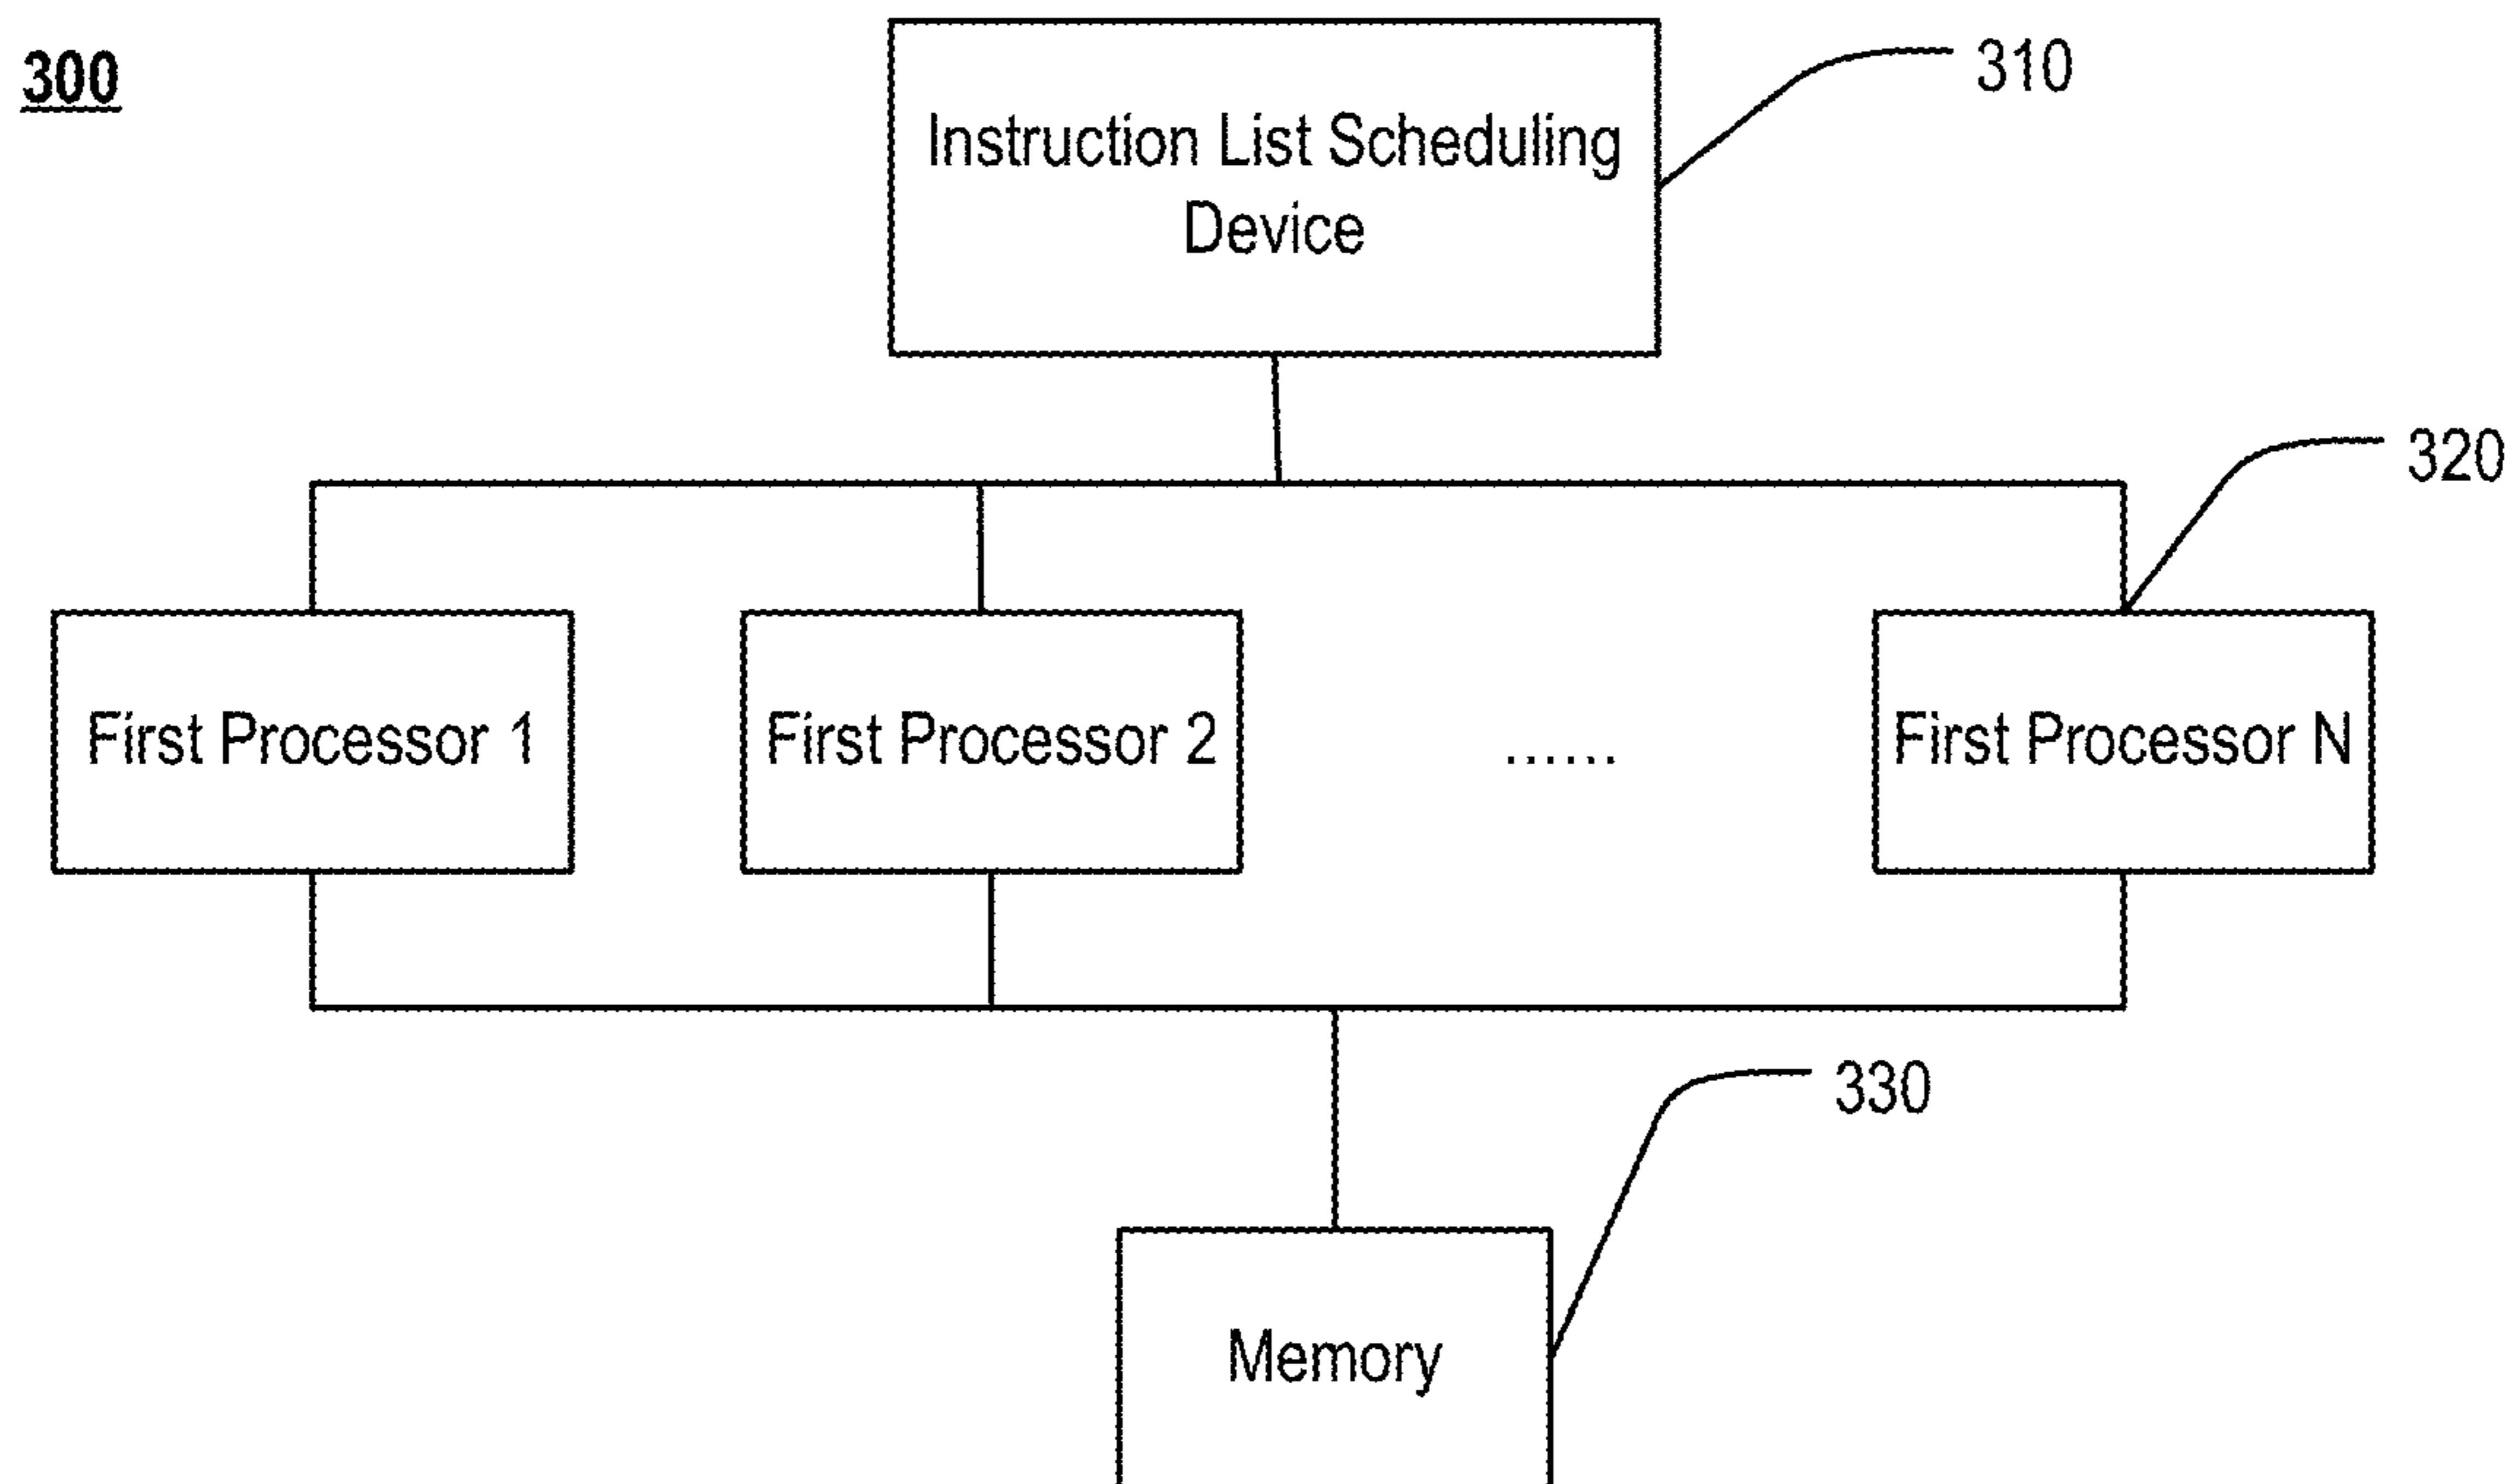 300
310
Instruction List Scheduling
Device
320
First Processor 1
First Processor 2
......
First Processor N
330
Memory